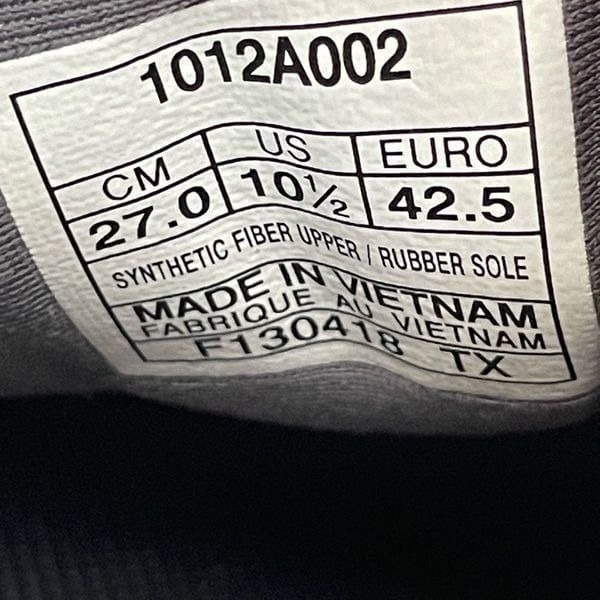 1012A002
CM US EURO
27.0 10½ 42.5
SYNTHETIC FIBER UPPER / RUBBER SOLE
MADE IN VIETNAM
FABRIQUE AU VIETNAM
F130418 TX